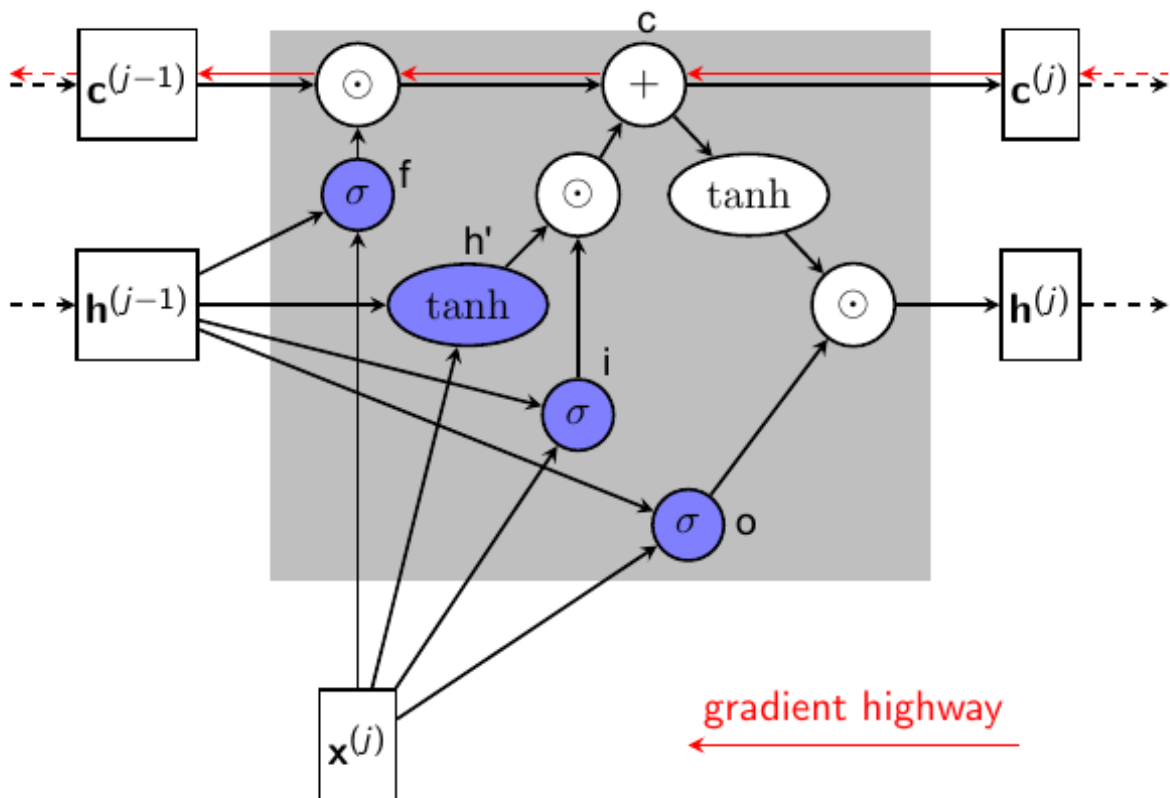 c
c^(j−1)
⊙
+
c^(j)
σ
f
⊙
tanh
h'
h^(j−1)
tanh
⊙
h^(j)
i
σ
σ
o
gradient highway
x^(j)